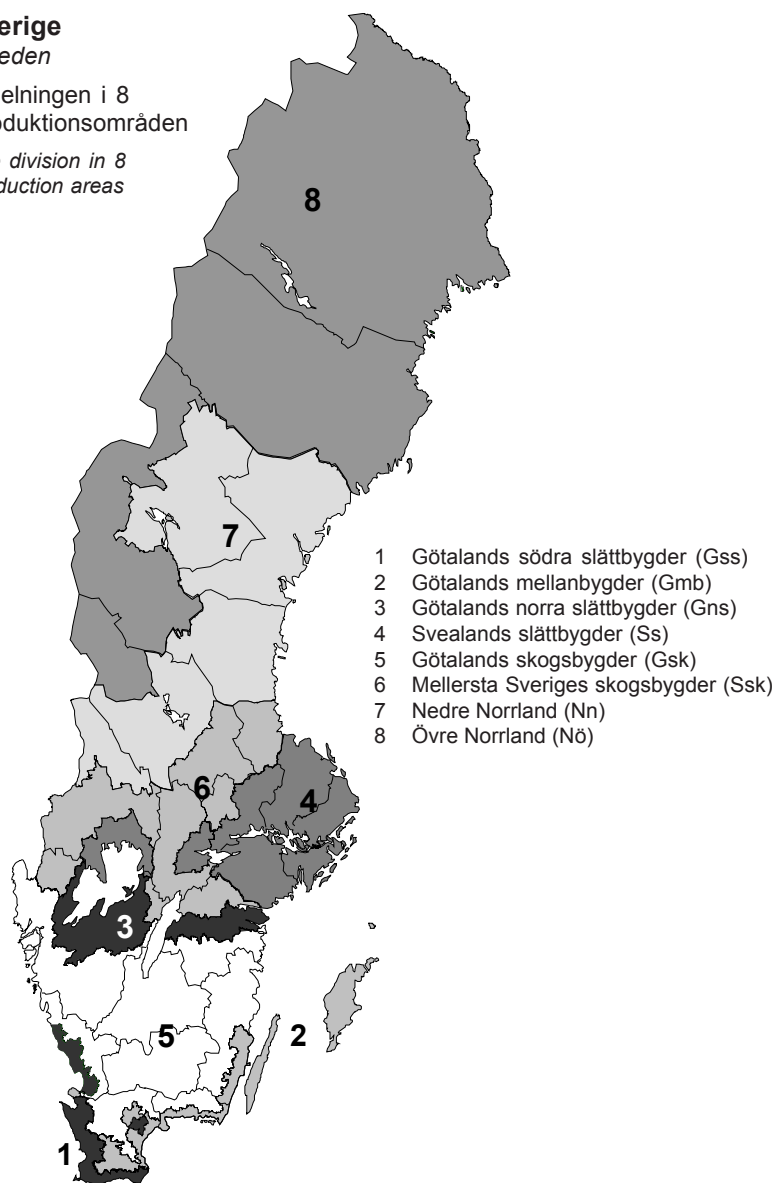 erige
eden
elningen i 8
oduktionsområden
division in 8
duction areas
8
7
1 Götalands södra slättbygder (Gss)
2 Götalands mellanbygder (Gmb)
3 Götalands norra slättbygder (Gns)
4 Svealands slättbygder (Ss)
5 Götalands skogsbygder (Gsk)
6 Mellersta Sveriges skogsbygder (Ssk)
7 Nedre Norrland (Nn)
8 Övre Norrland (Nö)
6
4
3
5
2
1